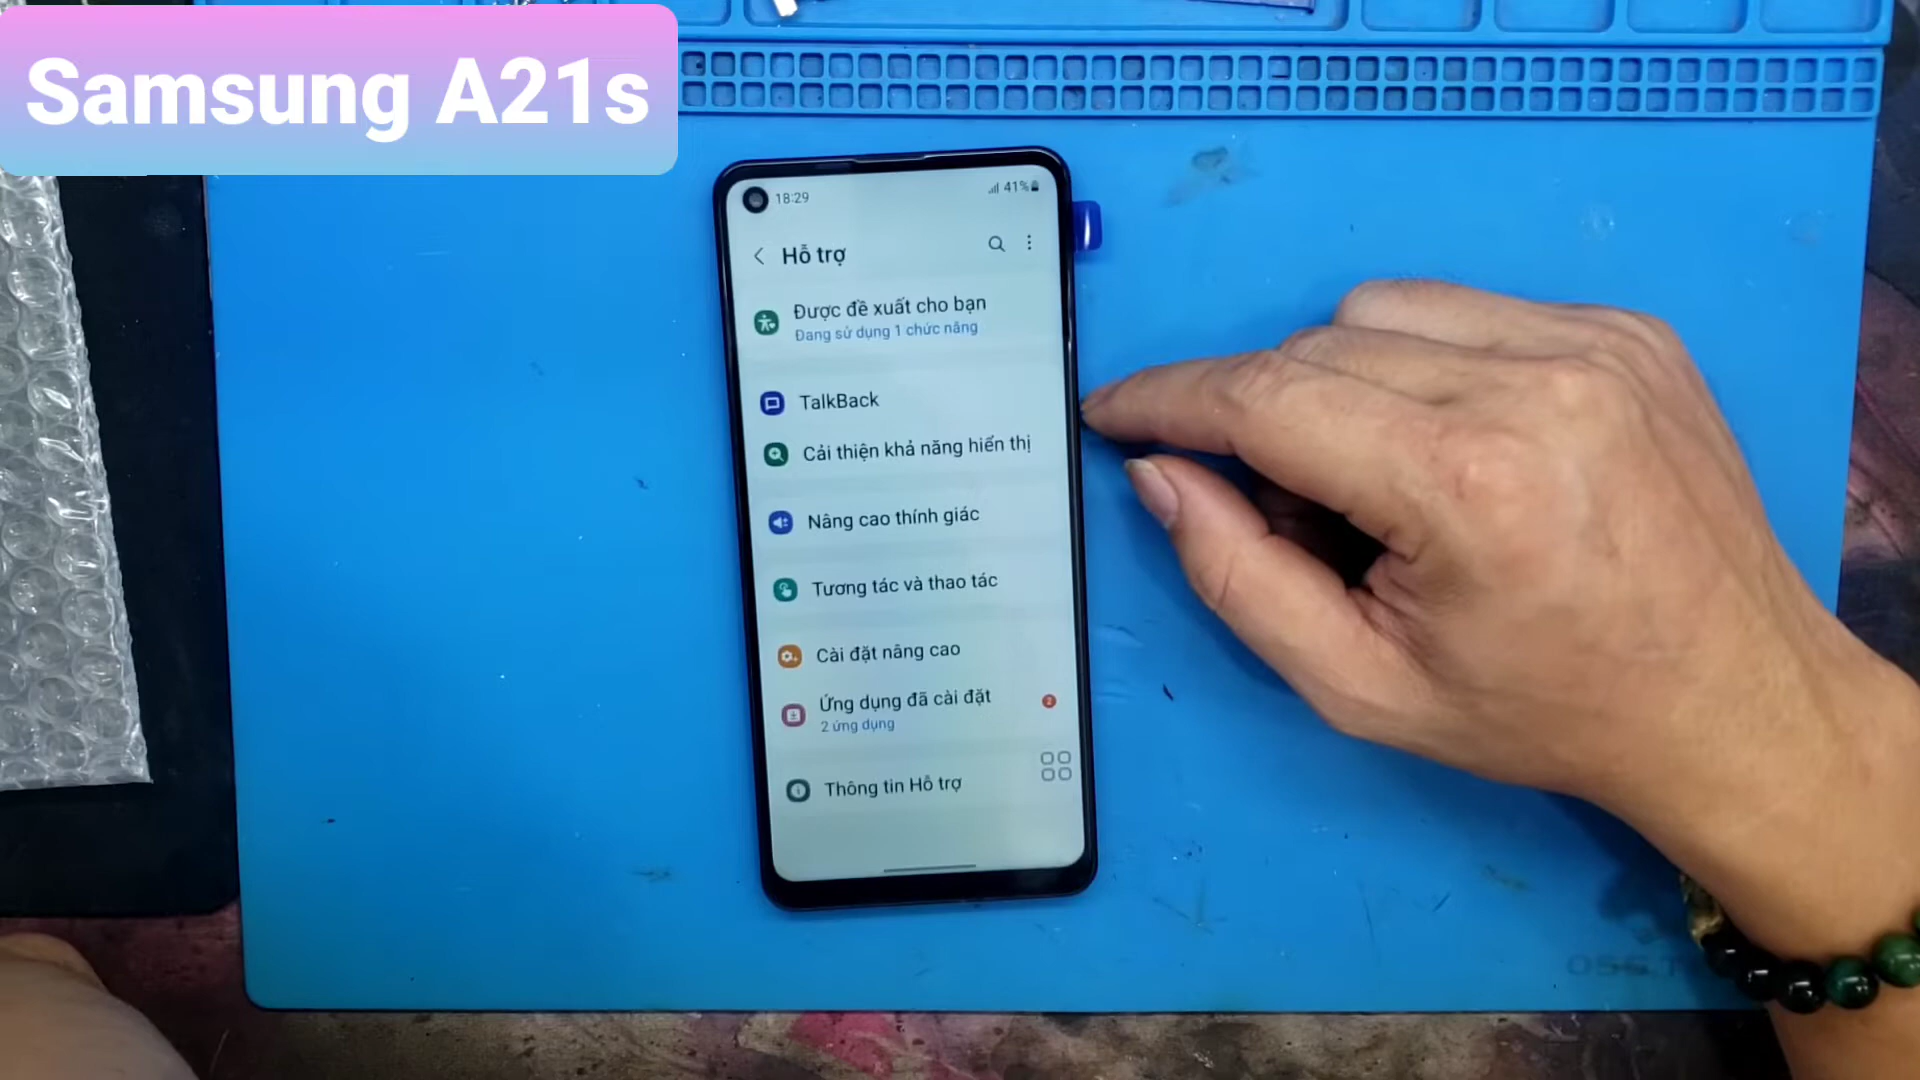 Samsung A21s
18:29
41%
Hỗ trợ
Được đề xuất cho bạn
Đang sử dụng 1 chức năng
TalkBack
Cải thiện khả năng hiển thị
Nâng cao thính giác
Tương tác và thao tác
Cài đặt nâng cao
Ứng dụng đã cài đặt
2
2 ứng dụng
Thông tin Hỗ trợ